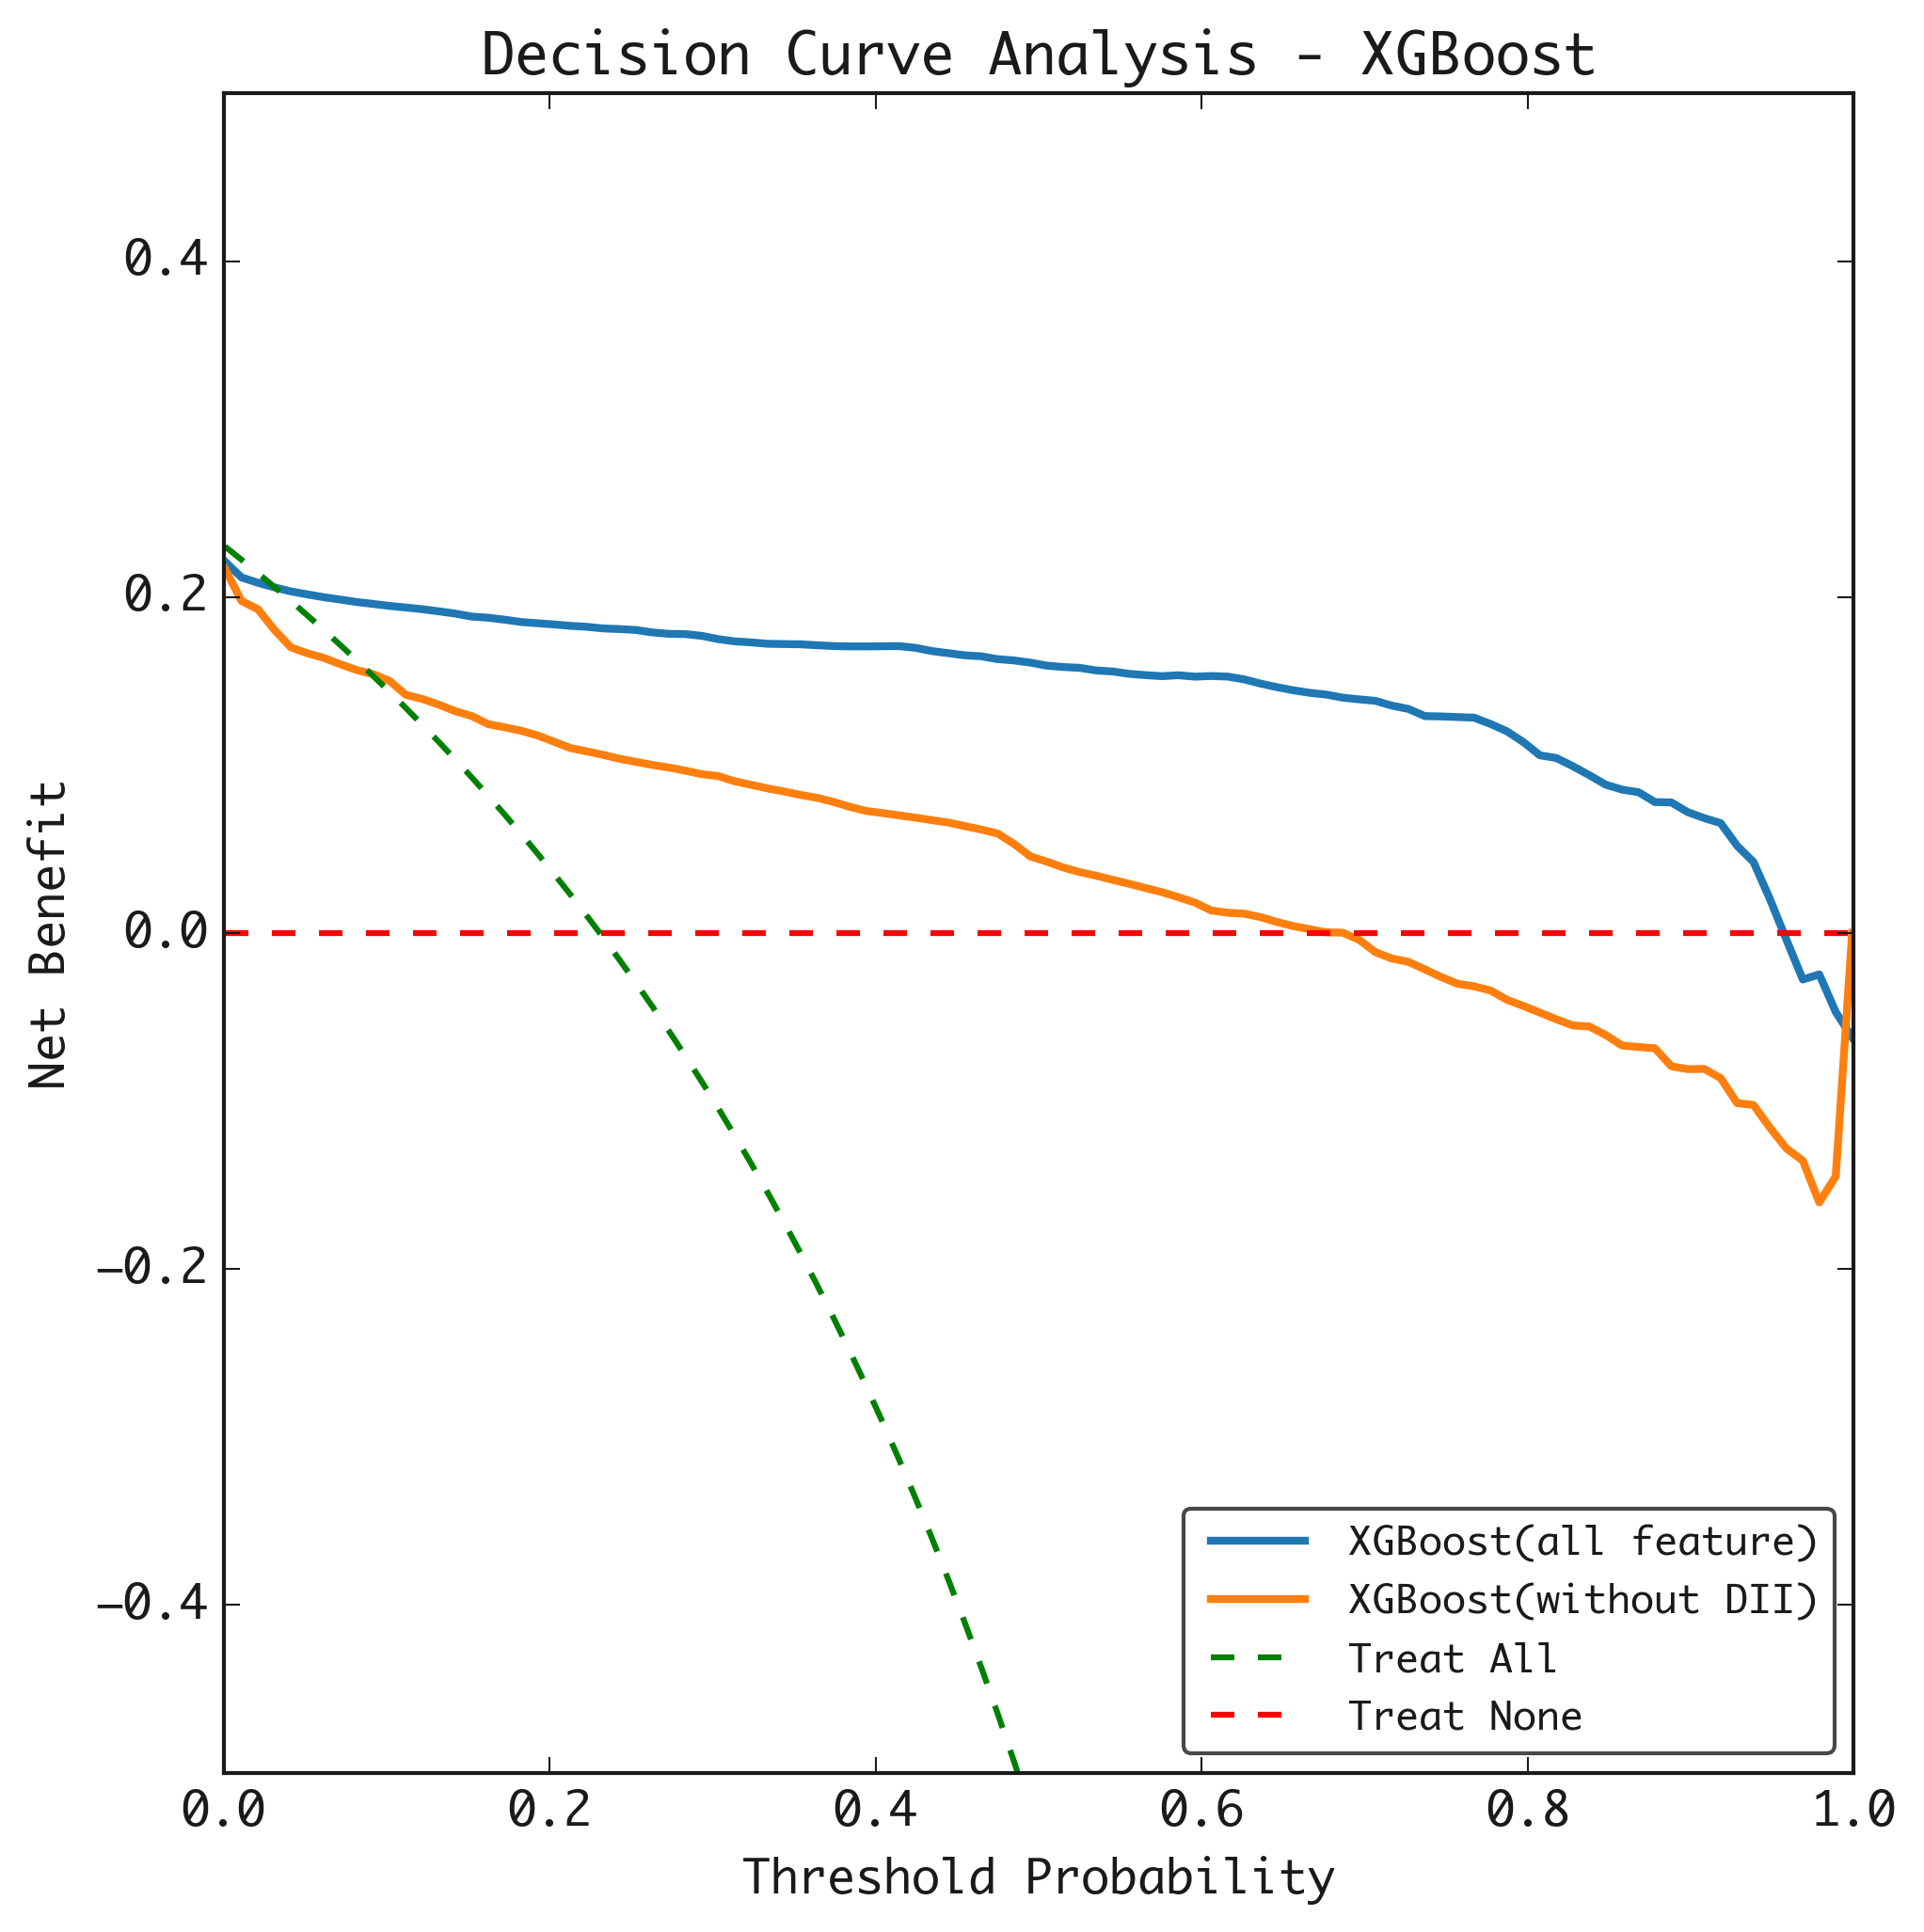 Decision Curve Analysis - XGBoost
0.4
0.2
0.0
−0.2
−0.4
Net Benefit
0.0 0.2 0.4 0.6 0.8 1.0
Threshold Probability
XGBoost(all feature)
XGBoost(without DII)
Treat All
Treat None